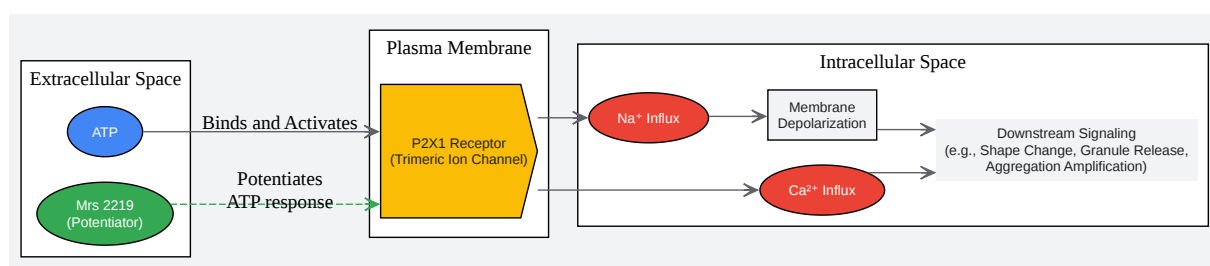 Extracellular Space
ATP
Mrs 2219
(Potentiator)
Binds and Activates
Potentiates
ATP response
Plasma Membrane
P2X1 Receptor
(Trimeric Ion Channel)
Intracellular Space
Na⁺ Influx
Membrane
Depolarization
Ca²⁺ Influx
Downstream Signaling
(e.g., Shape Change, Granule Release,
Aggregation Amplification)